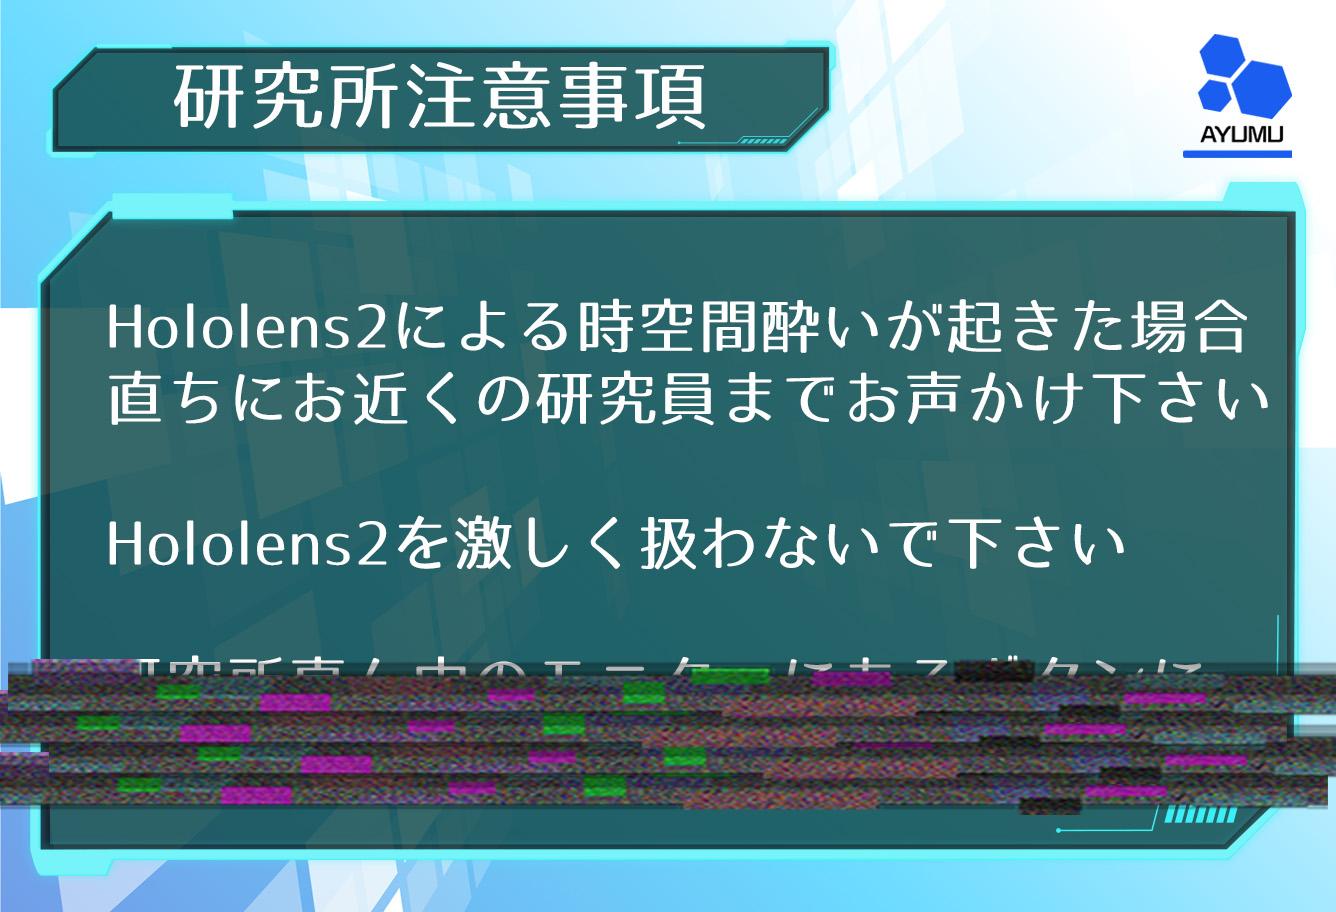 研究所注意事項
AYUMU
Hololens2による時空間酔いが起きた場合
直ちにお近くの研究員までお声かけ下さい
Hololens2を激しく扱わないで下さい